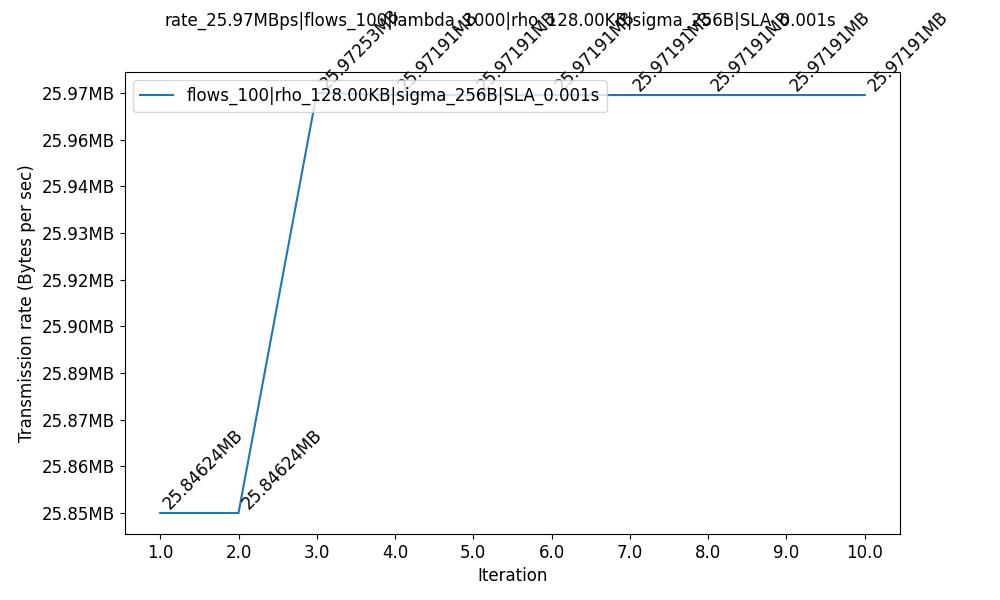 rate_25.97MBps|flows_100|lambda_1000|rho_128.00KB|sigma_256B|SLA_0.001s
25.97253MB
25.97191MB
25.97191MB
25.97191MB
25.97191MB
25.97191MB
25.97191MB
25.97191MB
flows_100|rho_128.00KB|sigma_256B|SLA_0.001s
25.97MB
25.96MB
25.94MB
25.93MB
25.92MB
25.90MB
25.89MB
25.87MB
25.86MB
25.85MB
Transmission rate (Bytes per sec)
25.84624MB
25.84624MB
1.0 2.0 3.0 4.0 5.0 6.0 7.0 8.0 9.0 10.0
Iteration